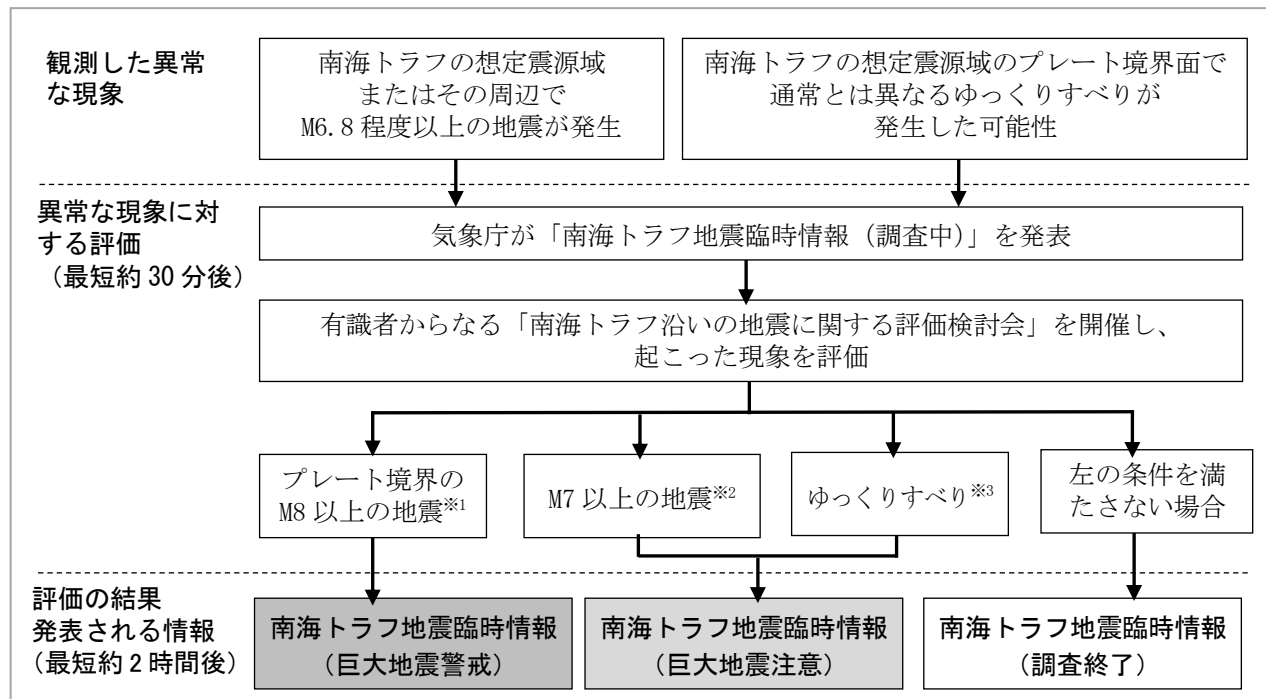 観測した異常
な現象
南海トラフの想定震源域
またはその周辺で
M6.8 程度以上の地震が発生
南海トラフの想定震源域のプレート境界面で
通常とは異なるゆっくりすべりが
発生した可能性
異常な現象に対
する評価
(最短約 30 分後)
気象庁が「南海トラフ地震臨時情報(調査中)」を発表
有識者からなる「南海トラフ沿いの地震に関する評価検討会」を開催し、
起こった現象を評価
プレート境界の
M8 以上の地震※1
M7 以上の地震※2
ゆっくりすべり※3
左の条件を満
たさない場合
評価の結果
発表される情報
(最短約 2 時間後)
南海トラフ地震臨時情報
(巨大地震警戒)
南海トラフ地震臨時情報
(巨大地震注意)
南海トラフ地震臨時情報
(調査終了)